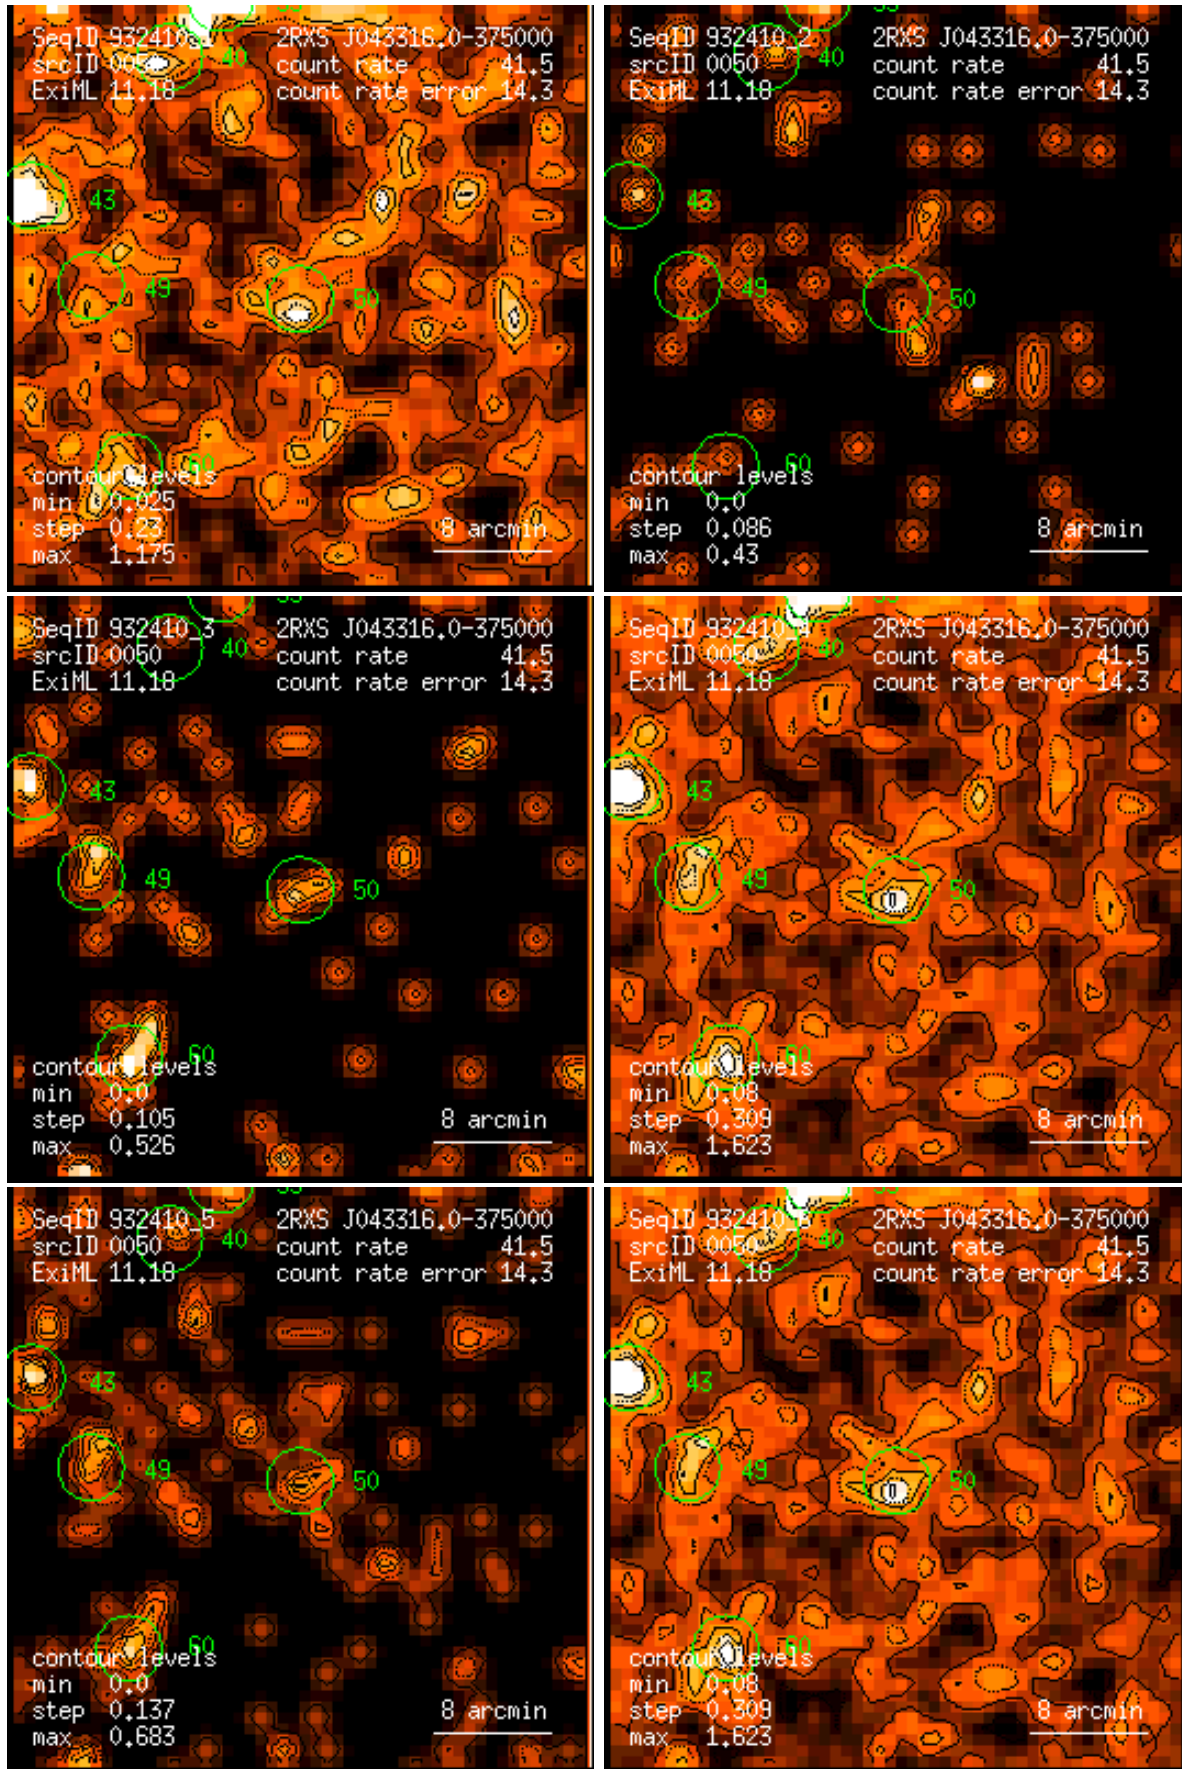 SeqID 932410_1 2RXS J043316.0-375000
srcID 0050 40 count rate 41.5
ExiML 11.18 count rate error 14.3
43
49
50
60
contour levels
min 0.025
step 0.23 8 arcmin
max 1.175
SeqID 932410_2 2RXS J043316.0-375000
srcID 0050 40 count rate 41.5
ExiML 11.18 count rate error 14.3
43
49
50
60
contour levels
min 0.0
step 0.086 8 arcmin
max 0.43
SeqID 932410_3 2RXS J043316.0-375000
srcID 0050 40 count rate 41.5
ExiML 11.18 count rate error 14.3
43
49
50
60
contour levels
min 0.0
step 0.105 8 arcmin
max 0.526
SeqID 932410_4 2RXS J043316.0-375000
srcID 0050 40 count rate 41.5
ExiML 11.18 count rate error 14.3
43
49
50
60
contour levels
min 0.08
step 0.309 8 arcmin
max 1.623
SeqID 932410_5 2RXS J043316.0-375000
srcID 0050 40 count rate 41.5
ExiML 11.18 count rate error 14.3
43
49
50
60
contour levels
min 0.0
step 0.137 8 arcmin
max 0.683
SeqID 932410_6 2RXS J043316.0-375000
srcID 0050 40 count rate 41.5
ExiML 11.18 count rate error 14.3
43
49
50
60
contour levels
min 0.08
step 0.309 8 arcmin
max 1.623